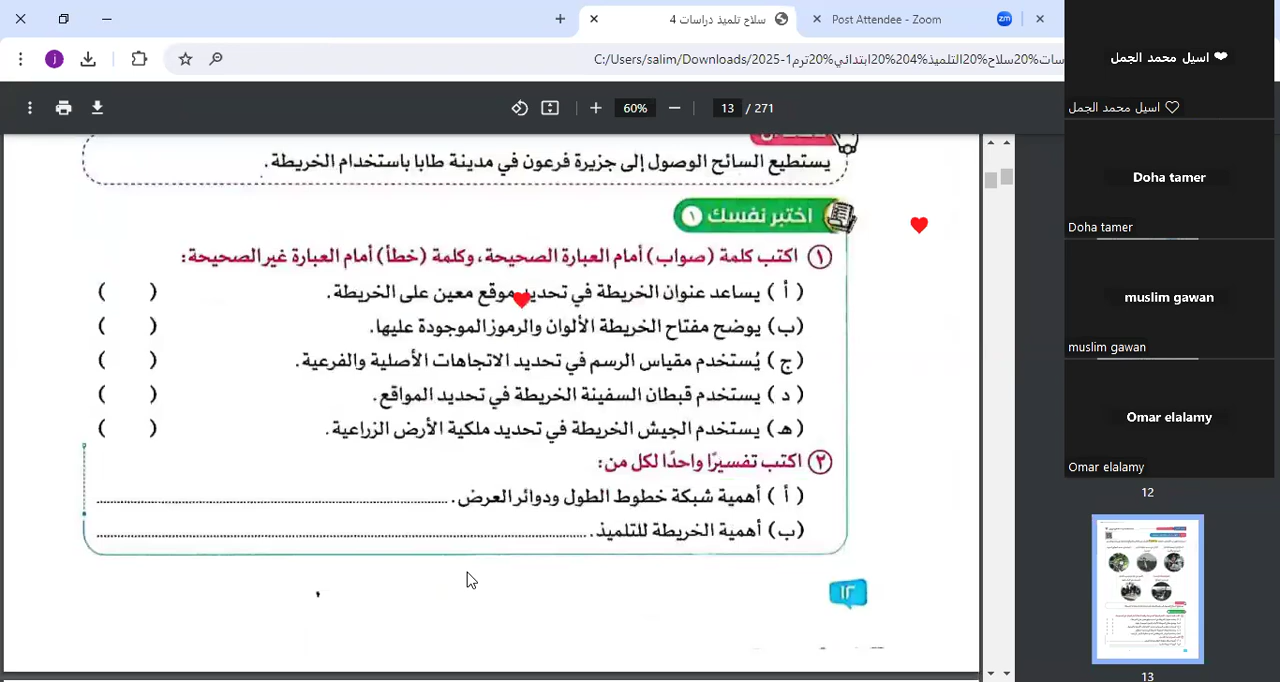 سلاح تلميذ دراسات 4
Post Attendee - Zoom
zm
j
C:/Users/salim/Downloads/2025-1سات%20سلاح%20التلميذ%204%20ابتدائي%20ترم
60%
13 / 271
يستطيع السائح الوصول إلى جزيرة فرعون في مدينة طابا باستخدام الخريطة.
اختبر نفسك ١
١ اكتب كلمة (صواب) أمام العبارة الصحيحة، وكلمة (خطأ) أمام العبارة غير الصحيحة:
( أ ) يساعد عنوان الخريطة في تحديد موقع معين على الخريطة. ( )
(ب) يوضح مفتاح الخريطة الألوان والرموز الموجودة عليها. ( )
(ج) يُستخدم مقياس الرسم في تحديد الاتجاهات الأصلية والفرعية. ( )
( د ) يستخدم قبطان السفينة الخريطة في تحديد المواقع. ( )
(هـ) يستخدم الجيش الخريطة في تحديد ملكية الأرض الزراعية. ( )
٢ اكتب تفسيرًا واحدًا لكل من:
( أ ) أهمية شبكة خطوط الطول ودوائر العرض. ............
(ب) أهمية الخريطة للتلميذ. ............
١٢
اسيل محمد الجمل ❤
اسيل محمد الجمل ♡
Doha tamer
Doha tamer
muslim gawan
muslim gawan
Omar elalamy
Omar elalamy
12
13